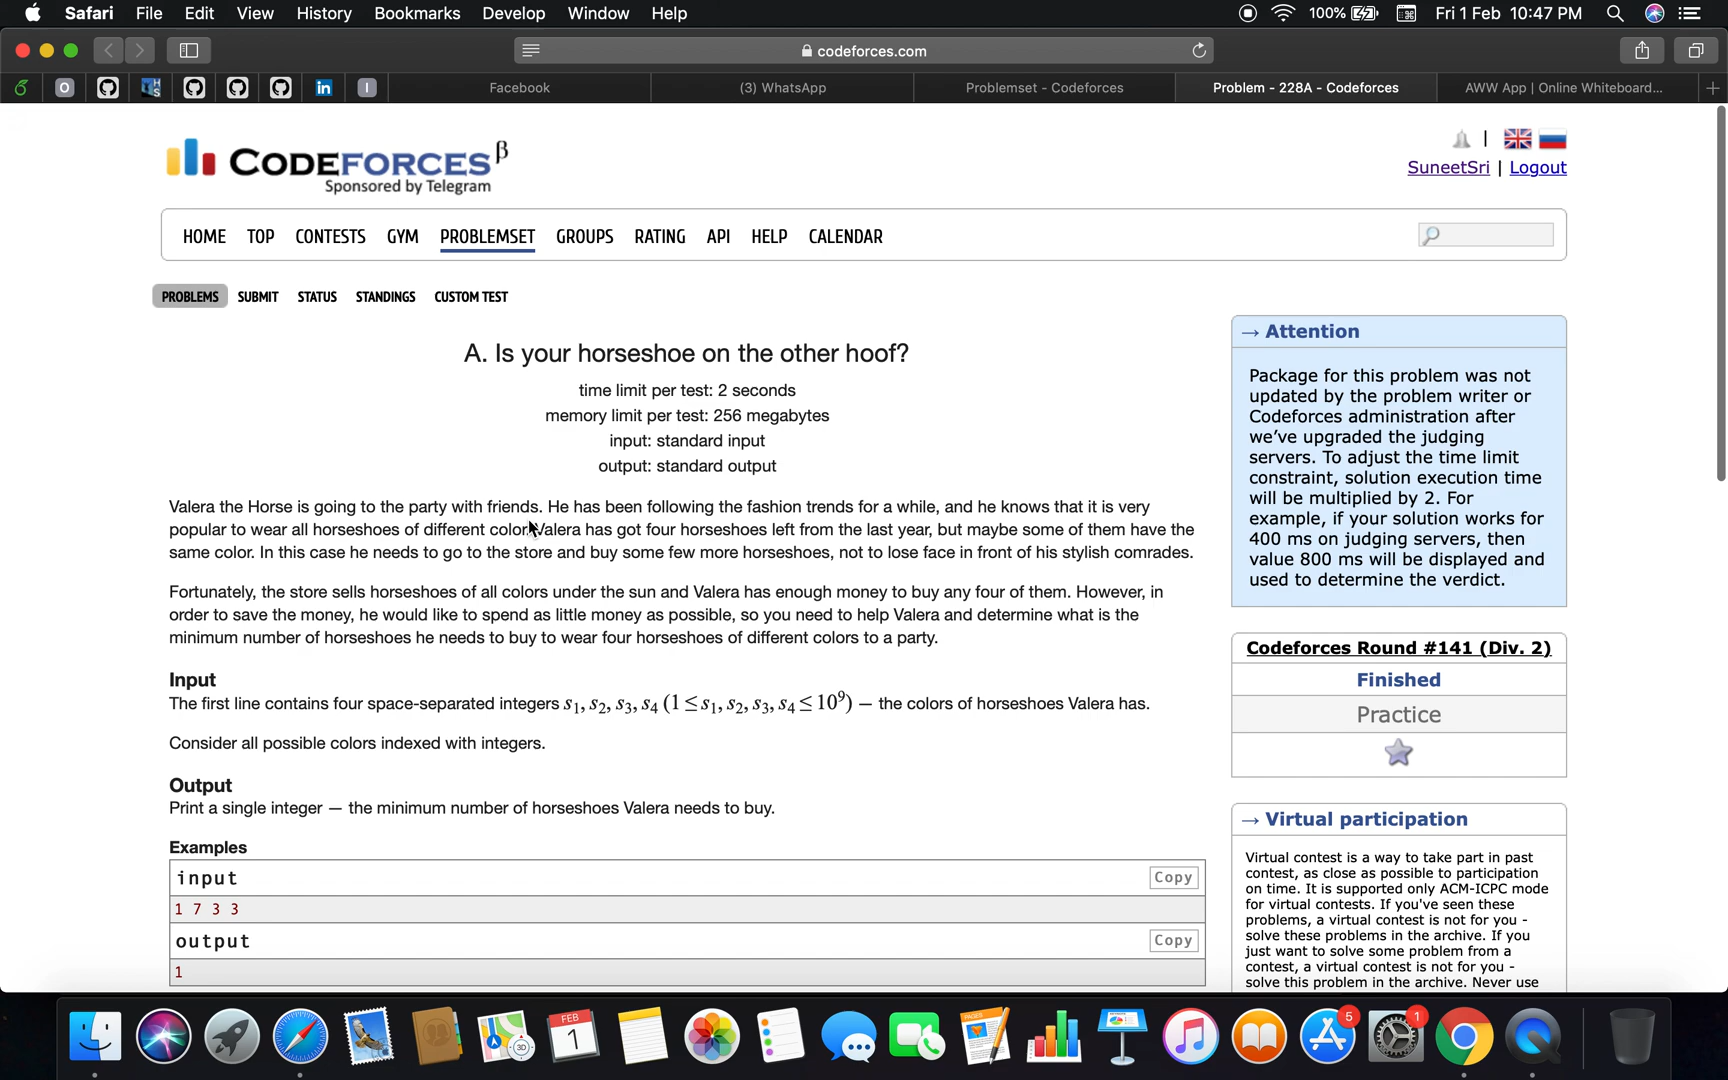 Safari File Edit View History Bookmarks Develop Window Help 100% Fri 1 Feb 10:47 PM
codeforces.com
O in I Facebook (3) WhatsApp Problemset - Codeforces Problem - 228A - Codeforces AWW App | Online Whiteboard...
CODEFORCES β
Sponsored by Telegram
SuneetSri | Logout
HOME TOP CONTESTS GYM PROBLEMSET GROUPS RATING API HELP CALENDAR
PROBLEMS SUBMIT STATUS STANDINGS CUSTOM TEST
A. Is your horseshoe on the other hoof?
time limit per test: 2 seconds
memory limit per test: 256 megabytes
input: standard input
output: standard output
Valera the Horse is going to the party with friends. He has been following the fashion trends for a while, and he knows that it is very
popular to wear all horseshoes of different color. Valera has got four horseshoes left from the last year, but maybe some of them have the
same color. In this case he needs to go to the store and buy some few more horseshoes, not to lose face in front of his stylish comrades.
Fortunately, the store sells horseshoes of all colors under the sun and Valera has enough money to buy any four of them. However, in
order to save the money, he would like to spend as little money as possible, so you need to help Valera and determine what is the
minimum number of horseshoes he needs to buy to wear four horseshoes of different colors to a party.
Input
The first line contains four space-separated integers s₁, s₂, s₃, s₄ (1 ≤ s₁, s₂, s₃, s₄ ≤ 10⁹) — the colors of horseshoes Valera has.
Consider all possible colors indexed with integers.
Output
Print a single integer — the minimum number of horseshoes Valera needs to buy.
Examples
input Copy
1 7 3 3
output Copy
1
→ Attention
Package for this problem was not
updated by the problem writer or
Codeforces administration after
we've upgraded the judging
servers. To adjust the time limit
constraint, solution execution time
will be multiplied by 2. For
example, if your solution works for
400 ms on judging servers, then
value 800 ms will be displayed and
used to determine the verdict.
Codeforces Round #141 (Div. 2)
Finished
Practice
→ Virtual participation
Virtual contest is a way to take part in past
contest, as close as possible to participation
on time. It is supported only ACM-ICPC mode
for virtual contests. If you've seen these
problems, a virtual contest is not for you -
solve these problems in the archive. If you
just want to solve some problem from a
contest, a virtual contest is not for you -
solve this problem in the archive. Never use
FEB
1
3D
5
1